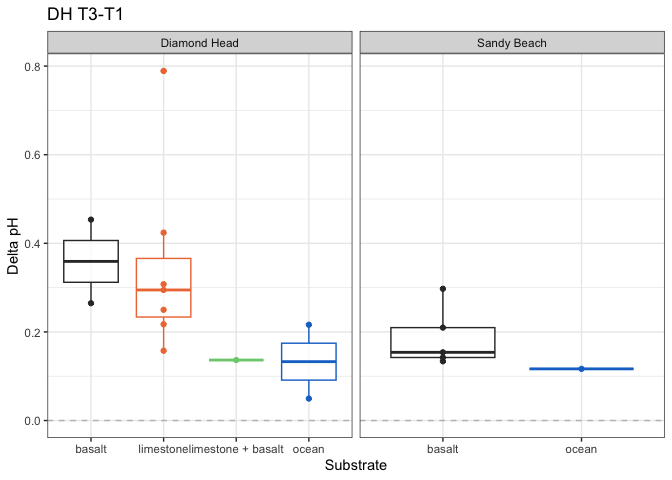 DH T3-T1
Diamond Head
Sandy Beach
0.8
0.6
0.4
0.2
0.0
Delta pH
basalt limestone limestone + basalt ocean
basalt ocean
Substrate